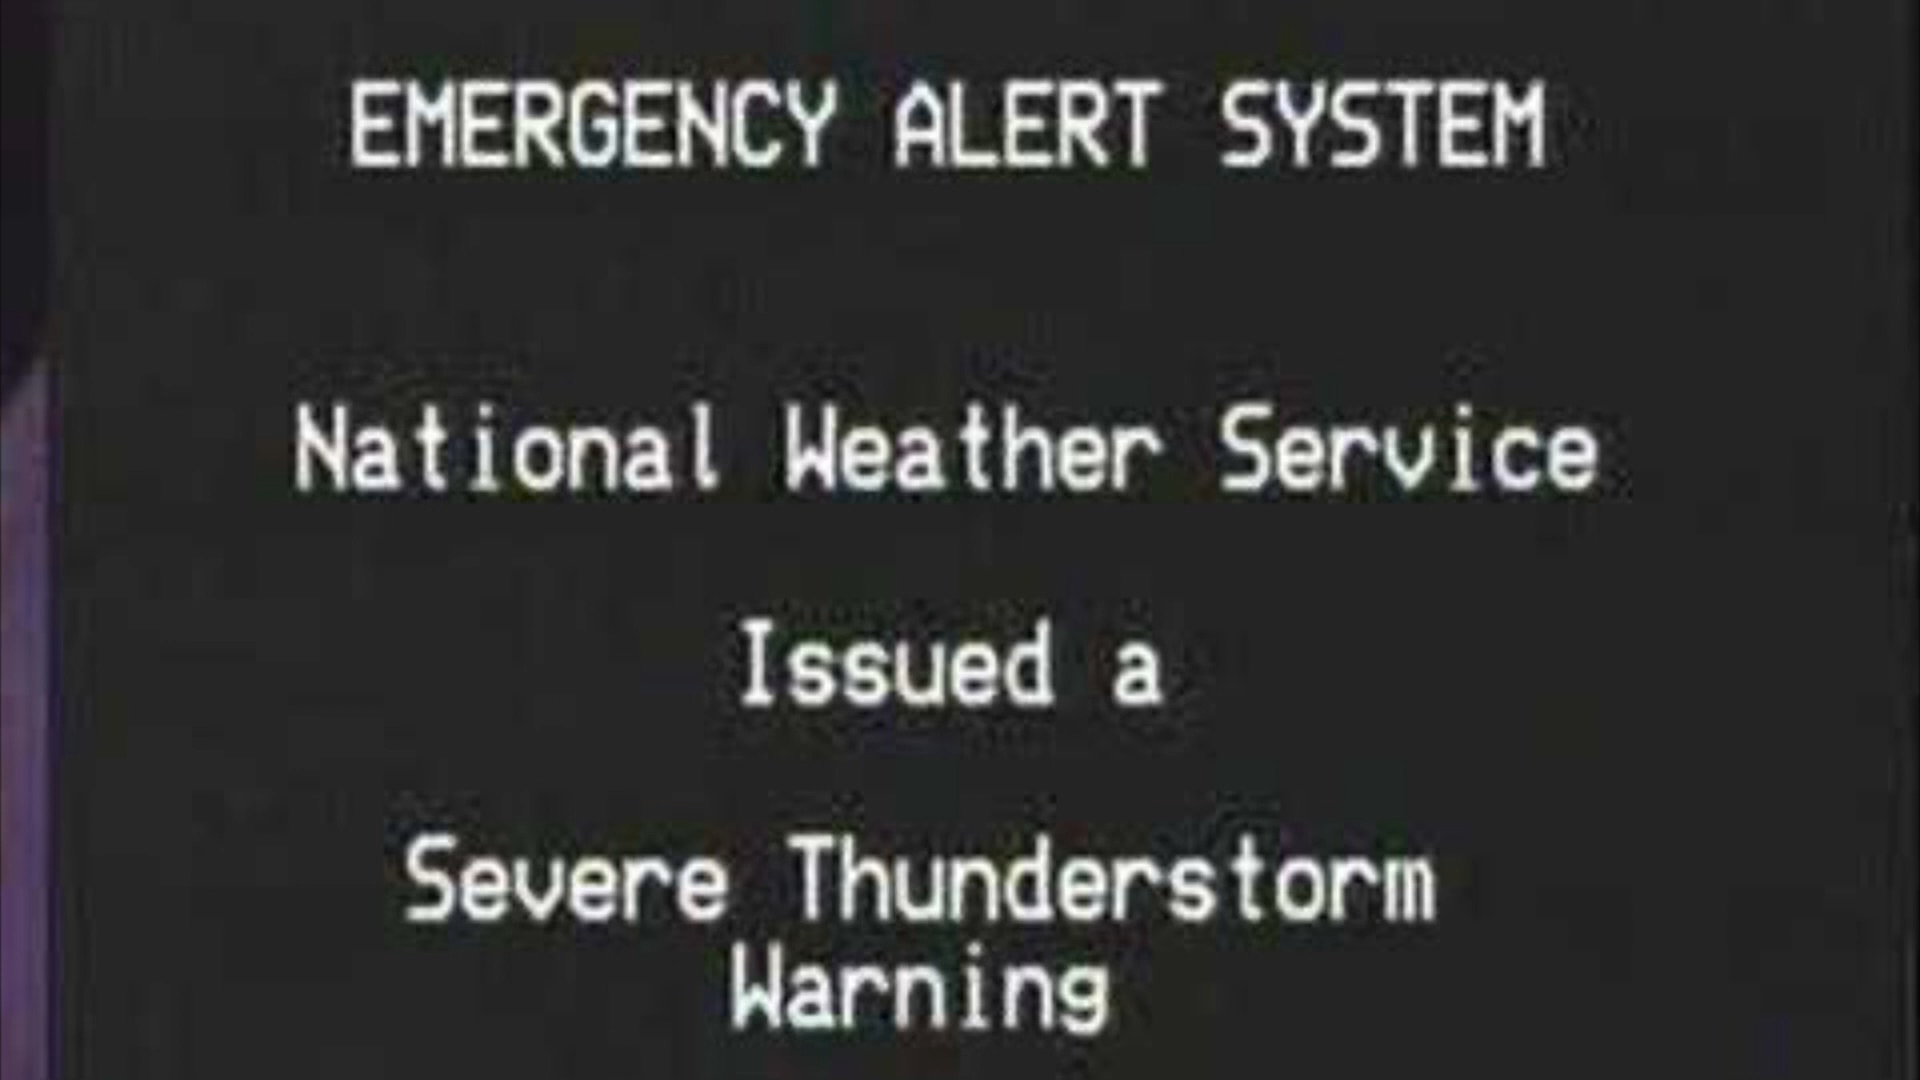 EMERGENCY ALERT SYSTEM
National Weather Service
Issued a
Severe Thunderstorm
Warning